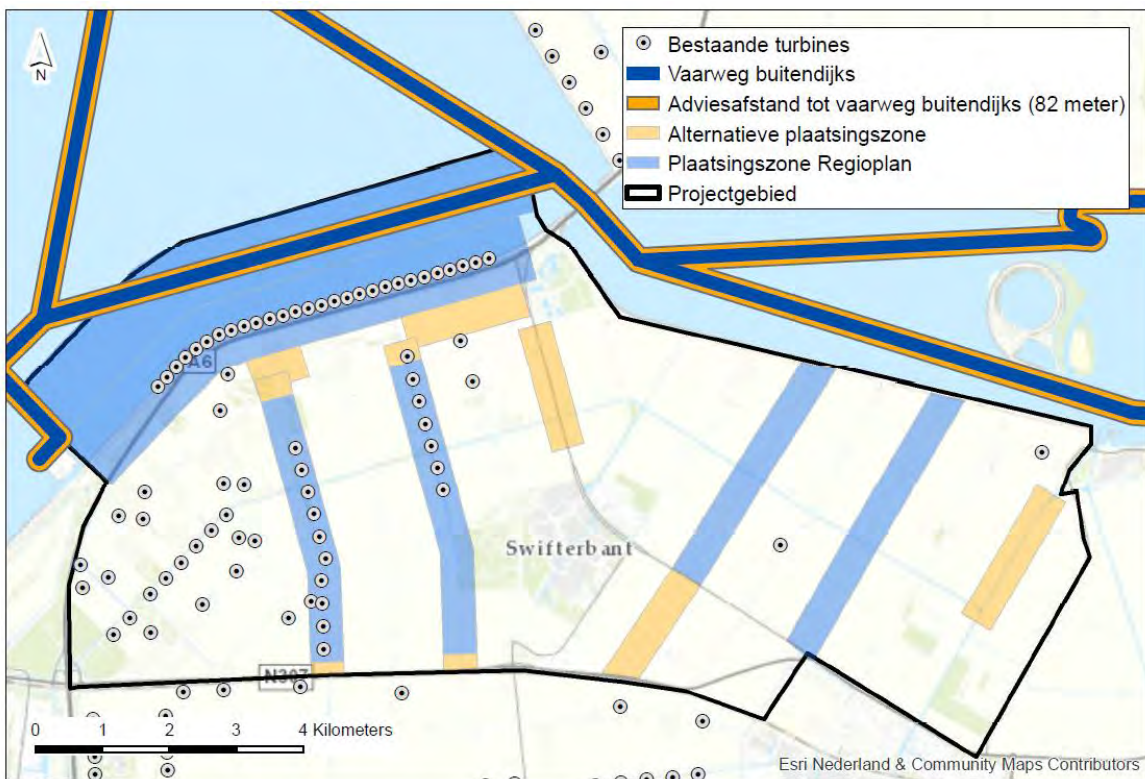 N
Bestaande turbines
Vaarweg buitendijks
Adviesafstand tot vaarweg buitendijks (82 meter)
Alternatieve plaatsingszone
Plaatsingszone Regioplan
Projectgebied
A6
Swifterbant
N307
0 1 2 3 4 Kilometers
Esri Nederland & Community Maps Contributors